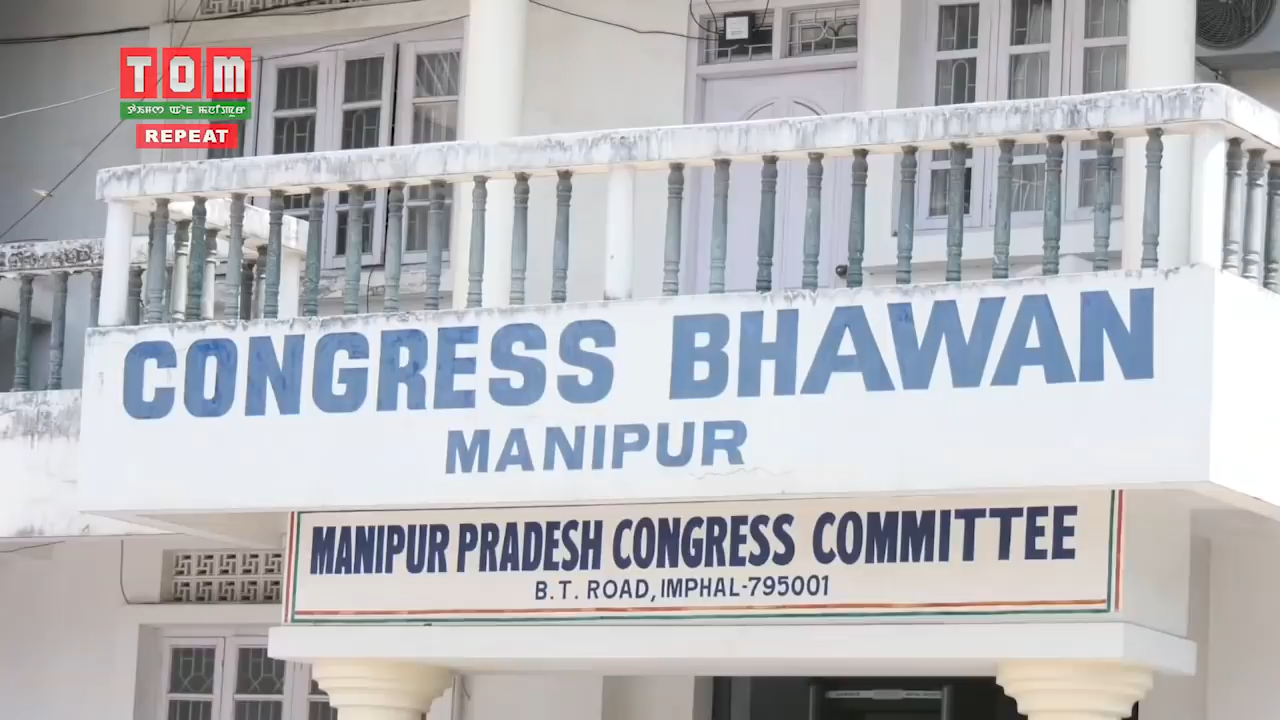 TOM
REPEAT
CONGRESS BHAWAN
MANIPUR
MANIPUR PRADESH CONGRESS COMMITTEE
B.T. ROAD, IMPHAL-795001